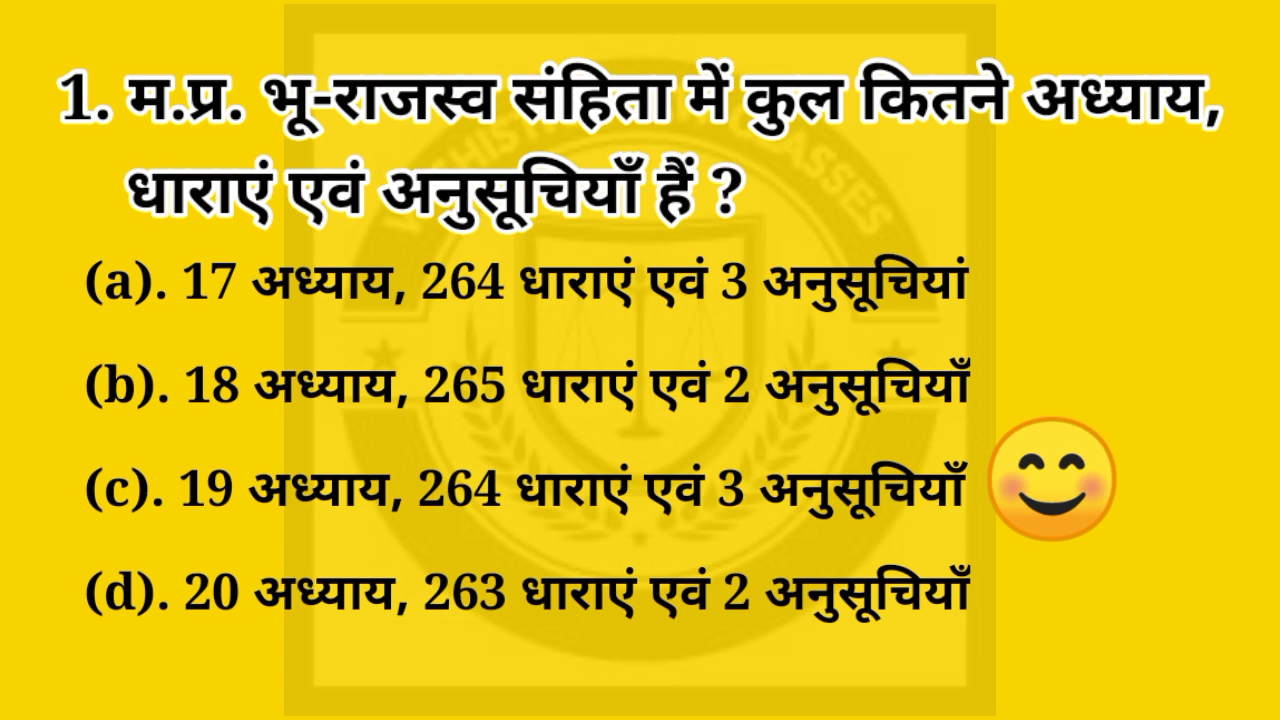 1. म.प्र. भू-राजस्व संहिता में कुल कितने अध्याय,
धाराएं एवं अनुसूचियाँ हैं ?
(a). 17 अध्याय, 264 धाराएं एवं 3 अनुसूचियां
(b). 18 अध्याय, 265 धाराएं एवं 2 अनुसूचियाँ
(c). 19 अध्याय, 264 धाराएं एवं 3 अनुसूचियाँ
(d). 20 अध्याय, 263 धाराएं एवं 2 अनुसूचियाँ